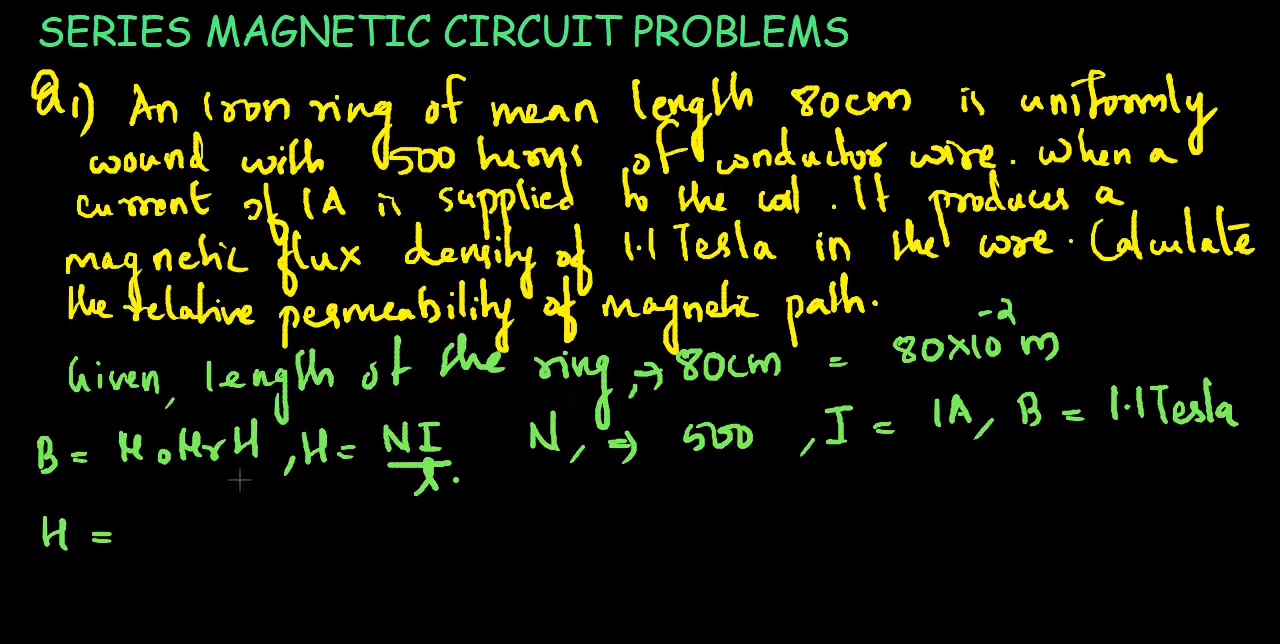 SERIES MAGNETIC CIRCUIT PROBLEMS
Q1) An Iron ring of mean length 80cm is uniformly
wound with 500 turns of conductor wire. When a
current of 1A is supplied to the coil. It produces a
magnetic flux density of 1.1 Tesla in the core. Calculate
the relative permeability of magnetic path.
Given, length of the ring, → 80cm = 80×10⁻² m
B = μ₀μᵣH, H = NI/l. N, ⇒ 500, I = 1A, B = 1.1 Tesla
H =